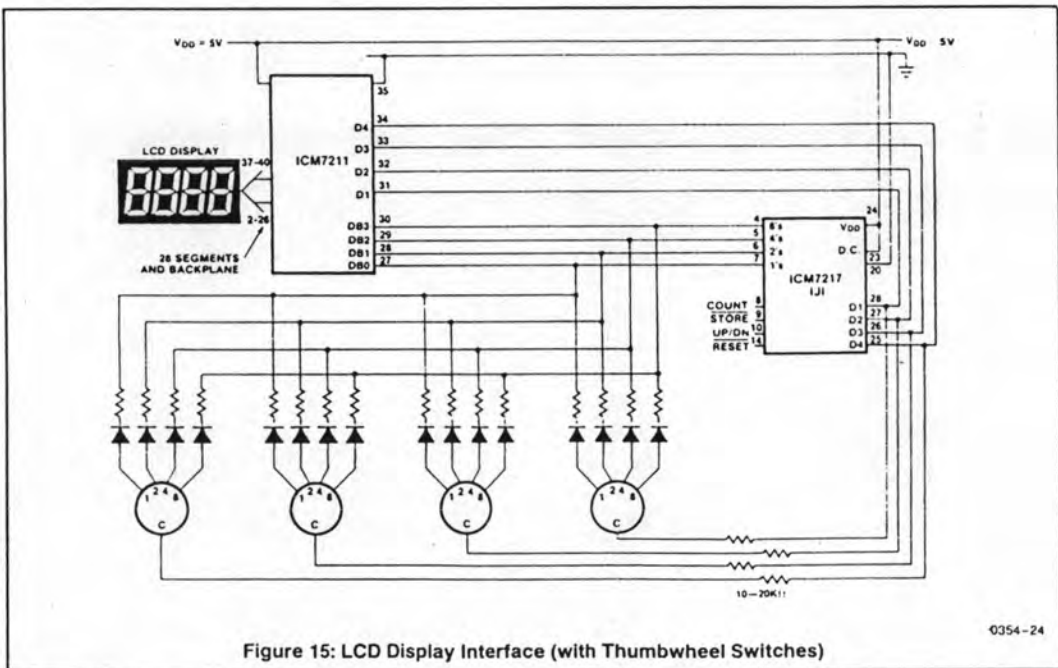 V DD = 5V
V DD 5V
35
34
D4
33
D3
ICM7211
32
D2
31
D1
LCD DISPLAY
37-40
2-26
28 SEGMENTS
AND BACKPLANE
30
DB3
29
DB2
28
DB1
27
DB0
4
8's
5
4's
6
2's
7
1's
24
V DD
D C
23
20
ICM7217
IJI
COUNT 8
STORE 9
UP/DN 10
RESET 14
D1 28
D2 27
D3 26
D4 25
1 2 4 8
C
1 2 4 8
C
1 2 4 8
C
1 2 4 8
C
10–20K!!
0354-24
Figure 15: LCD Display Interface (with Thumbwheel Switches)